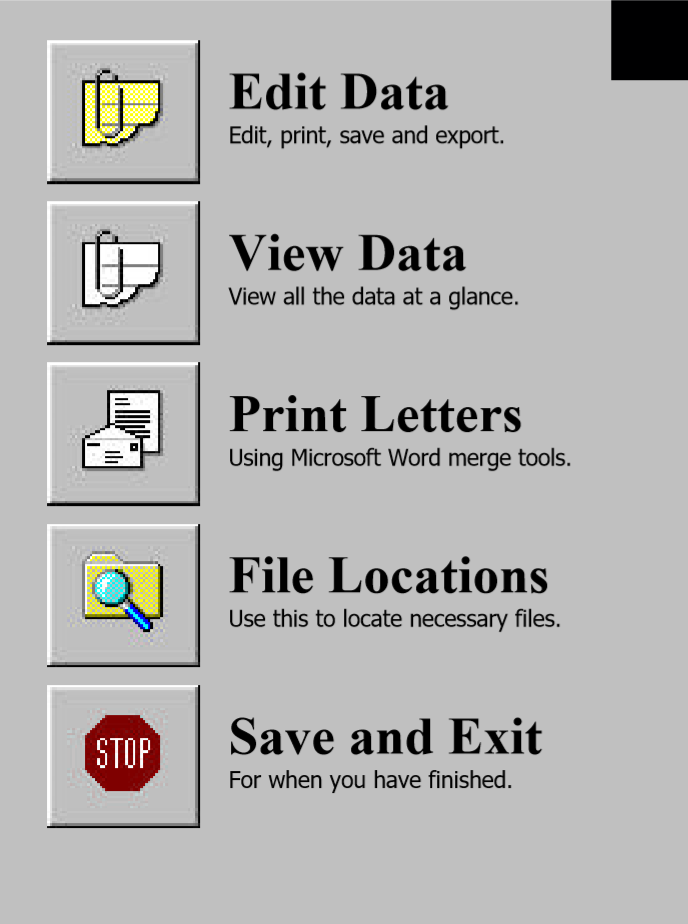 Edit Data
Edit, print, save and export.
View Data
View all the data at a glance.
Print Letters
Using Microsoft Word merge tools.
File Locations
Use this to locate necessary files.
STOP
Save and Exit
For when you have finished.